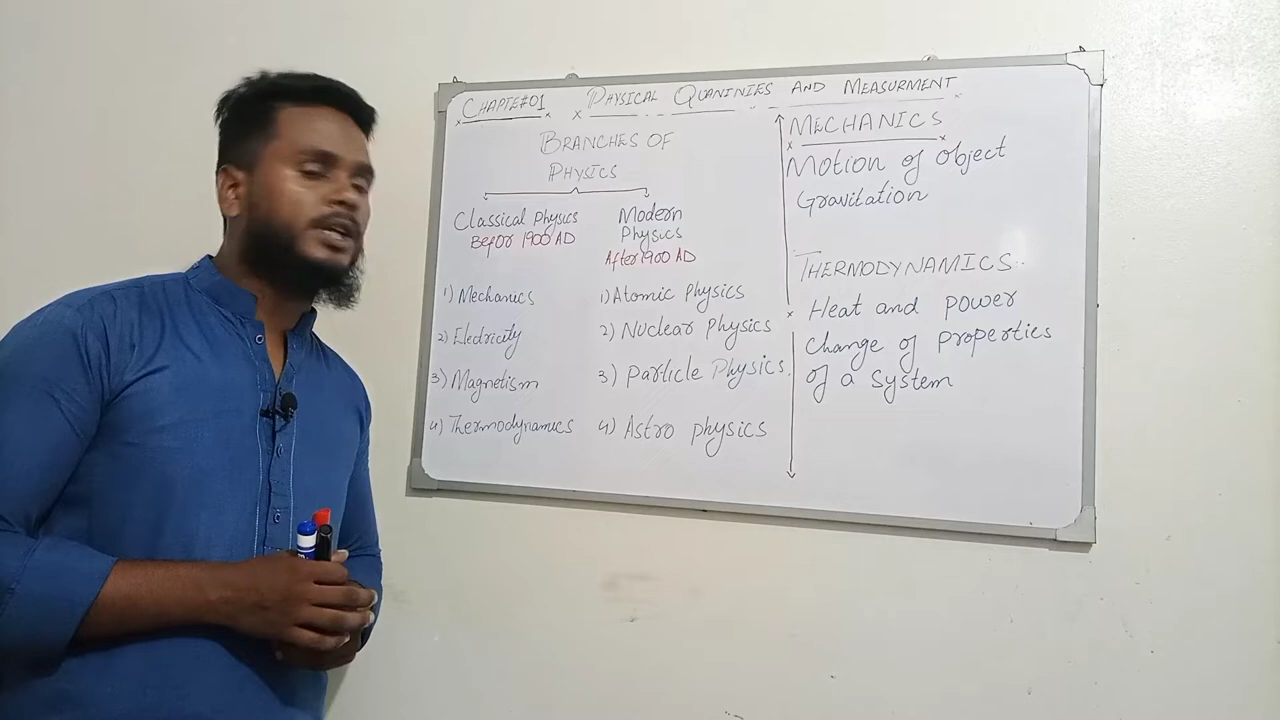 CHAPTE#01 PHYSICAL QUANINIES AND MEASURMENT
BRANCHES OF
PHYSICS
Classical Physics
Befor 1900 AD
1) Mechanics
2) Electricity
3) Magnetism
4) Thermodynamics
Modern
Physics
After 1900 AD
1) Atomic Physics
2) Nuclear Physics
3) Particle Physics.
4) Astro physics
MECHANICS
Motion of object
Gravitation
THERMODYNAMICS..
Heat and power
Change of properties
of a System